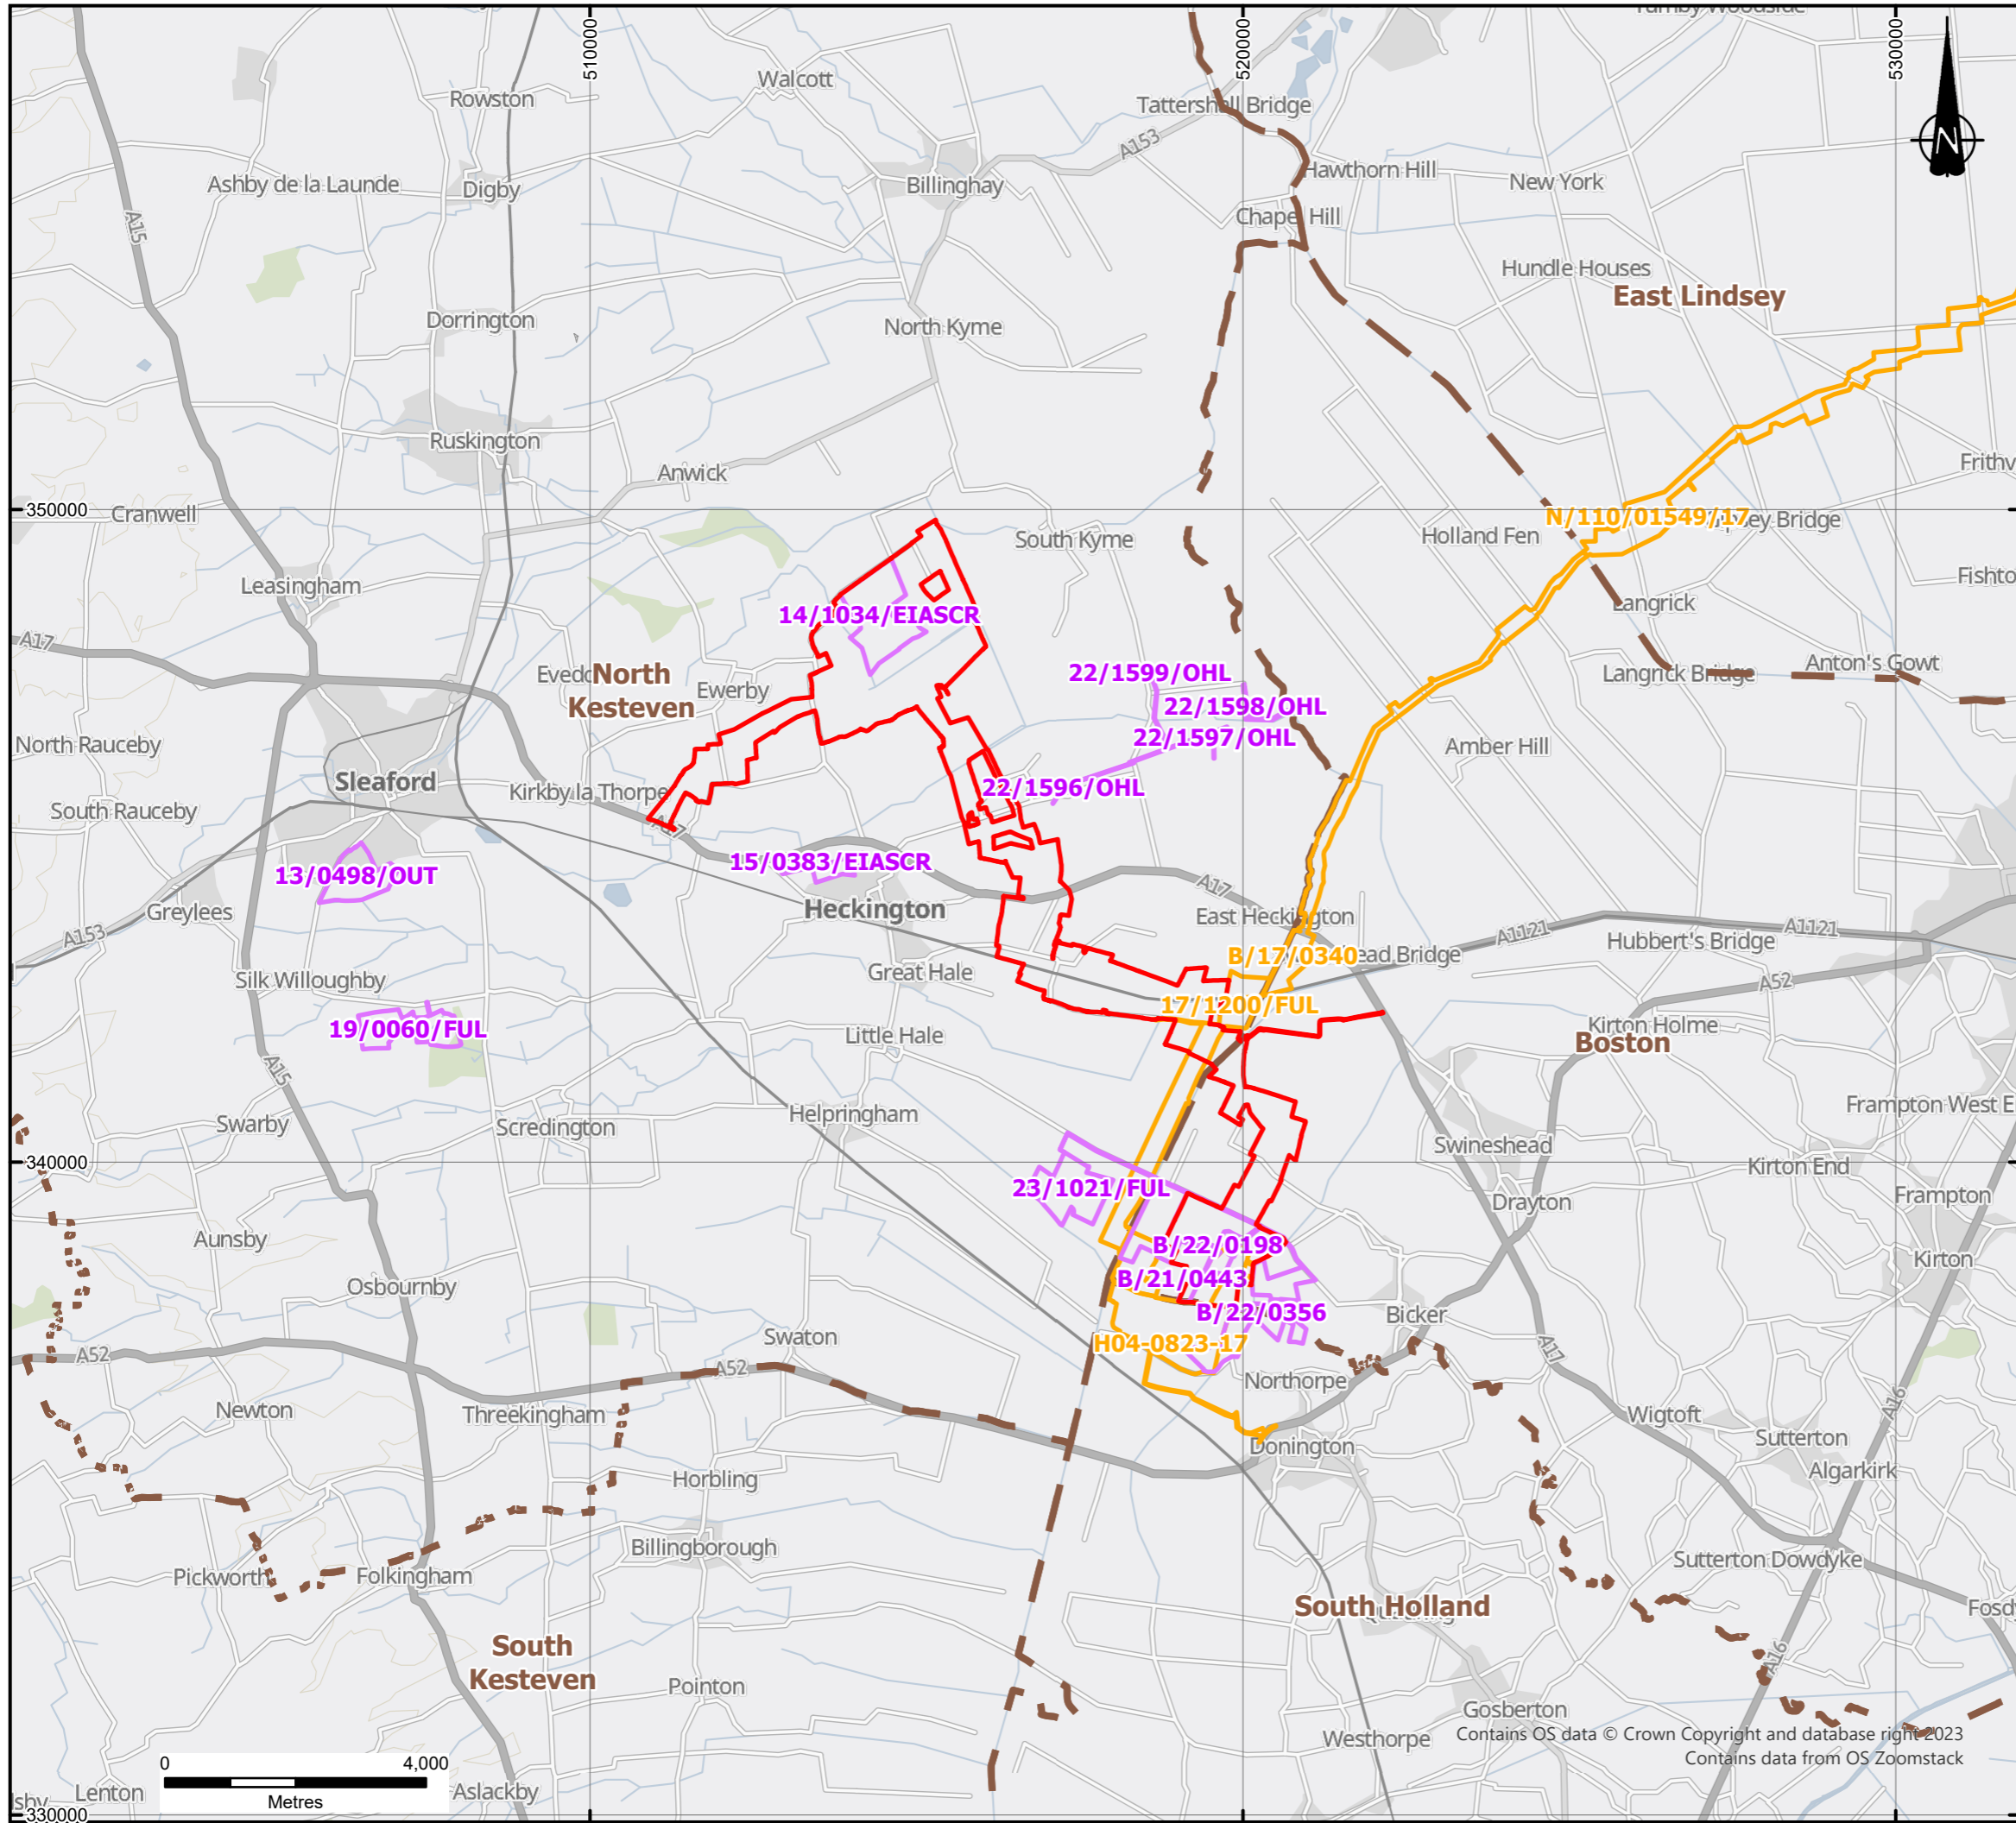 510000
520000
530000
Walcott
Rowston
Tattershall Bridge
A153
Ashby de la Launde
Digby
Billinghay
Hawthorn Hill
New York
N
A15
Chapel Hill
Hundle Houses
East Lindsey
Dorrington
North Kyme
Ruskington
Anwick
350000
Cranwell
South Kyme
Holland Fen
N/110/01549/17
Leasingham
14/1034/EIASCR
Langrick
A17
North
Kesteven
Ewerby
22/1599/OHL
22/1598/OHL
22/1597/OHL
Langrick Bridge
Anton's Gowt
North Rauceby
Amber Hill
Sleaford
Kirkby la Thorpe
22/1596/OHL
South Rauceby
A17
15/0383/EIASCR
13/0498/OUT
A17
Greylees
Heckington
East Heckington
A153
A1121
A1121
Hubbert's Bridge
B/17/0340
ead Bridge
Silk Willoughby
Great Hale
A52
19/0060/FUL
17/1200/FUL
Little Hale
Kirton Holme
Boston
A15
Swarby
Scredington
Helpringham
Frampton West E
Swineshead
340000
Kirton End
23/1021/FUL
Drayton
Frampton
Aunsby
B/22/0198
Kirton
Osbournby
B/21/0443
B/22/0356
Bicker
Swaton
H04-0823-17
A52
A52
A17
Northorpe
Newton
Threekingham
Wigtoft
A16
Sutterton
Donington
Horbling
Algarkirk
Billingborough
Pickworth
Folkingham
Sutterton Dowdyke
South Holland
South
Kesteven
A16
Pointon
Gosberton
Westhorpe
Contains OS data © Crown Copyright and database right 2023
Contains data from OS Zoomstack
0 4,000
Metres
Lenton
Aslackby
330000